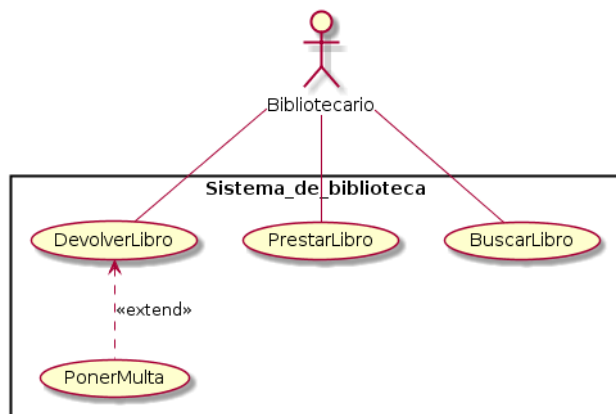 Bibliotecario
Sistema_de_biblioteca
DevolverLibro
PrestarLibro
BuscarLibro
«extend»
PonerMulta